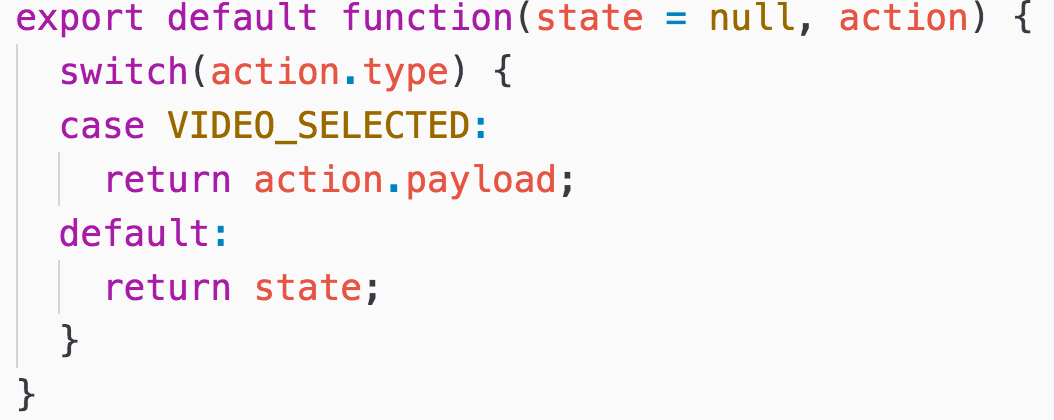 export default function(state = null, action) {
switch(action.type) {
case VIDEO_SELECTED:
return action.payload;
default:
return state;
}
}